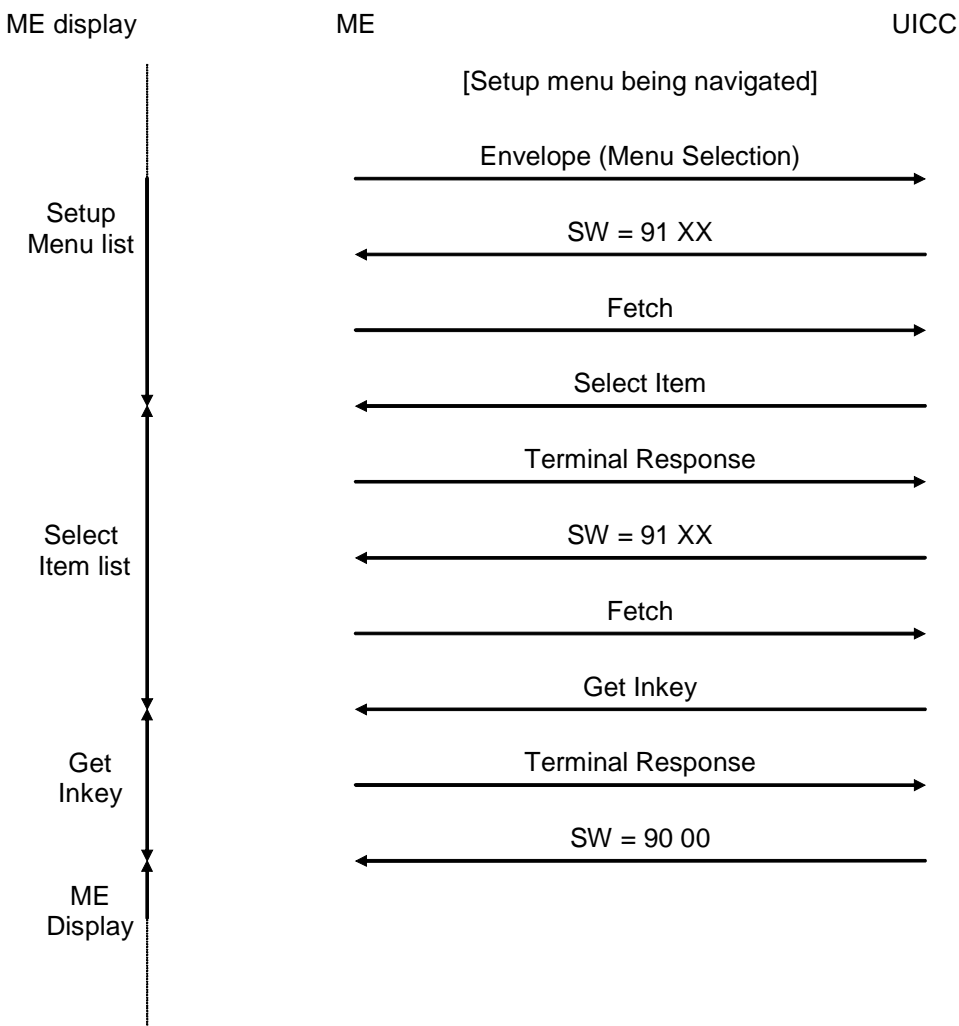 ME display ME UICC
[Setup menu being navigated]
Envelope (Menu Selection)
Setup
Menu list
SW = 91 XX
Fetch
Select Item
Terminal Response
Select
Item list
SW = 91 XX
Fetch
Get Inkey
Get
Inkey
Terminal Response
SW = 90 00
ME
Display